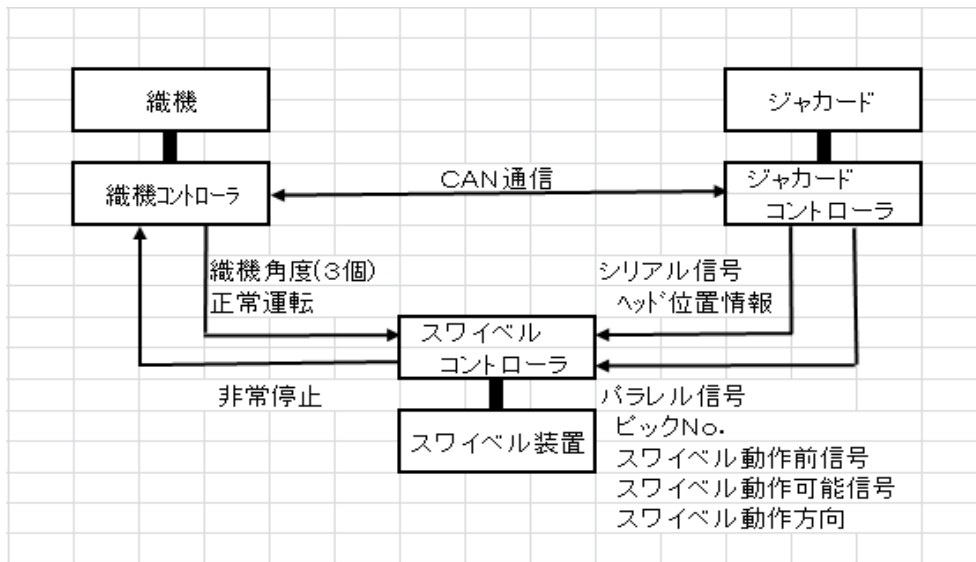 織機
ジャカード
織機コントローラ
CAN通信
ジャカード
コントローラ
織機角度(3個)
正常運転
シリアル信号
ヘッド位置情報
スワイベル
コントローラ
非常停止
パラレル信号
ピックNo.
スワイベル動作前信号
スワイベル動作可能信号
スワイベル動作方向
スワイベル装置